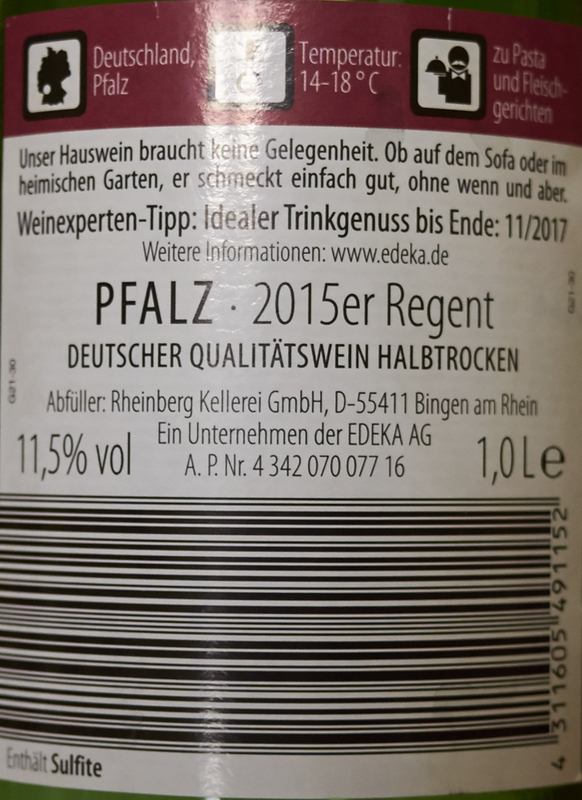 Deutschland,
Pfalz
Temperatur:
14-18°C
zu Pasta
und Fleisch-
gerichten
Unser Hauswein braucht keine Gelegenheit. Ob auf dem Sofa oder im
heimischen Garten, er schmeckt einfach gut, ohne wenn und aber.
Weinexperten-Tipp: Idealer Trinkgenuss bis Ende: 11/2017
Weitere Informationen: www.edeka.de
PFALZ · 2015er Regent
DEUTSCHER QUALITÄTSWEIN HALBTROCKEN
Abfüller: Rheinberg Kellerei GmbH, D-55411 Bingen am Rhein
Ein Unternehmen der EDEKA AG
11,5% vol
A. P. Nr. 4 342 070 077 16
1,0 L e
G21-30
G21-30
4 311605 491152
Enthält Sulfite